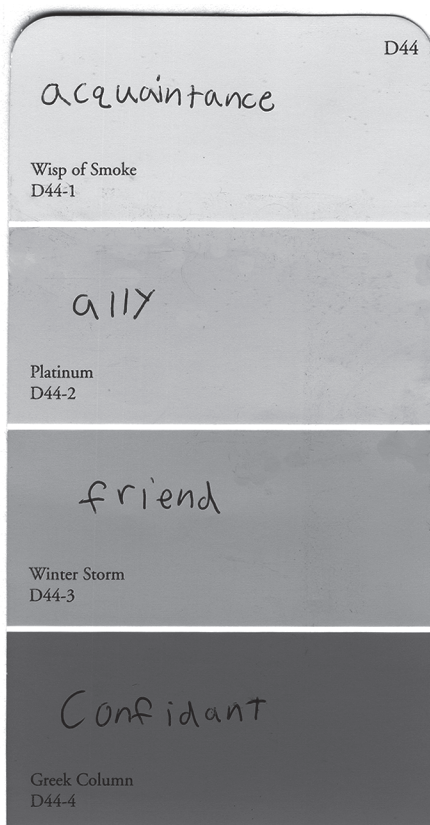 D44
acquaintance
Wisp of Smoke
D44-1
ally
Platinum
D44-2
friend
Winter Storm
D44-3
Confidant
Greek Column
D44-4